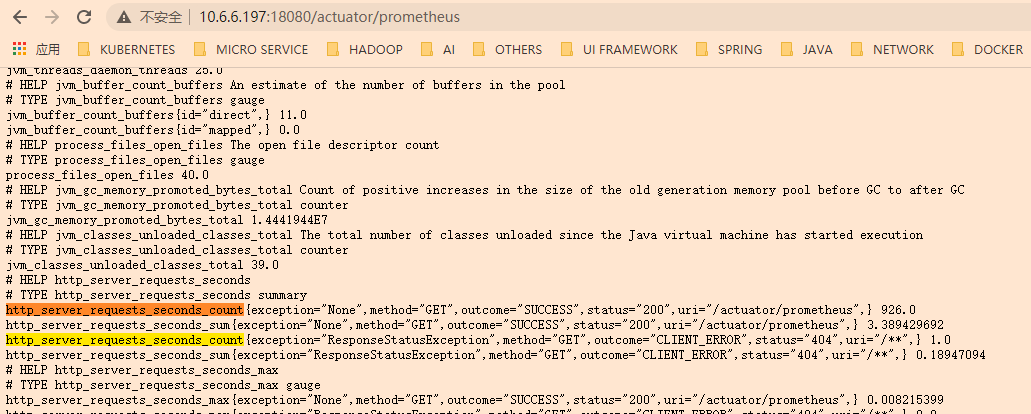 不安全 | 10.6.6.197:18080/actuator/prometheus
应用 KUBERNETES MICRO SERVICE HADOOP AI OTHERS UI FRAMEWORK SPRING JAVA NETWORK DOCKER
jvm_threads_daemon_threads 25.0
# HELP jvm_buffer_count_buffers An estimate of the number of buffers in the pool
# TYPE jvm_buffer_count_buffers gauge
jvm_buffer_count_buffers{id="direct",} 11.0
jvm_buffer_count_buffers{id="mapped",} 0.0
# HELP process_files_open_files The open file descriptor count
# TYPE process_files_open_files gauge
process_files_open_files 40.0
# HELP jvm_gc_memory_promoted_bytes_total Count of positive increases in the size of the old generation memory pool before GC to after GC
# TYPE jvm_gc_memory_promoted_bytes_total counter
jvm_gc_memory_promoted_bytes_total 1.4441944E7
# HELP jvm_classes_unloaded_classes_total The total number of classes unloaded since the Java virtual machine has started execution
# TYPE jvm_classes_unloaded_classes_total counter
jvm_classes_unloaded_classes_total 39.0
# HELP http_server_requests_seconds
# TYPE http_server_requests_seconds summary
http_server_requests_seconds_count{exception="None",method="GET",outcome="SUCCESS",status="200",uri="/actuator/prometheus",} 926.0
http_server_requests_seconds_sum{exception="None",method="GET",outcome="SUCCESS",status="200",uri="/actuator/prometheus",} 3.389429692
http_server_requests_seconds_count{exception="ResponseStatusException",method="GET",outcome="CLIENT_ERROR",status="404",uri="/**",} 1.0
http_server_requests_seconds_sum{exception="ResponseStatusException",method="GET",outcome="CLIENT_ERROR",status="404",uri="/**",} 0.18947094
# HELP http_server_requests_seconds_max
# TYPE http_server_requests_seconds_max gauge
http_server_requests_seconds_max{exception="None",method="GET",outcome="SUCCESS",status="200",uri="/actuator/prometheus",} 0.008215399